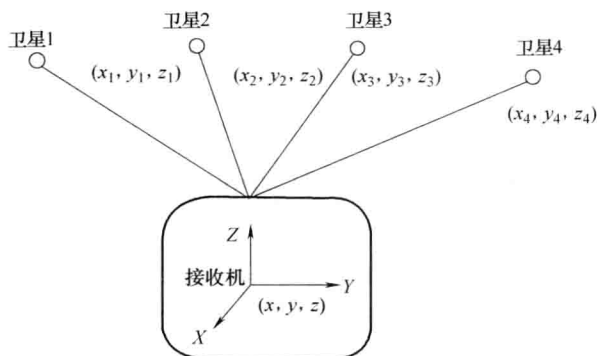 卫星1
卫星2
卫星3
卫星4
(x₁, y₁, z₁)
(x₂, y₂, z₂)
(x₃, y₃, z₃)
(x₄, y₄, z₄)
Z
接收机
Y
(x, y, z)
X